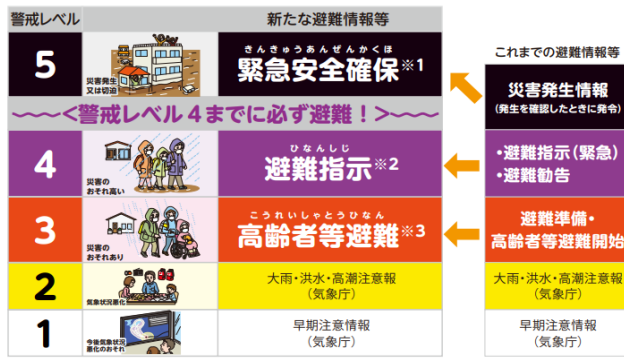 警戒レベル
新たな避難情報等
5
災害発生
又は切迫
きんきゅうあんぜんかくほ
緊急安全確保※1
〜〜〜<警戒レベル4までに必ず避難！>〜〜〜
4
災害の
おそれ高い
ひなんしじ
避難指示※2
3
災害の
おそれあり
こうれいしゃとうひなん
高齢者等避難※3
2
気象状況悪化
大雨・洪水・高潮注意報
（気象庁）
1
今後気象状況
悪化のおそれ
早期注意情報
（気象庁）
これまでの避難情報等
災害発生情報
（発生を確認したときに発令）
・避難指示（緊急）
・避難勧告
避難準備・
高齢者等避難開始
大雨・洪水・高潮注意報
（気象庁）
早期注意情報
（気象庁）